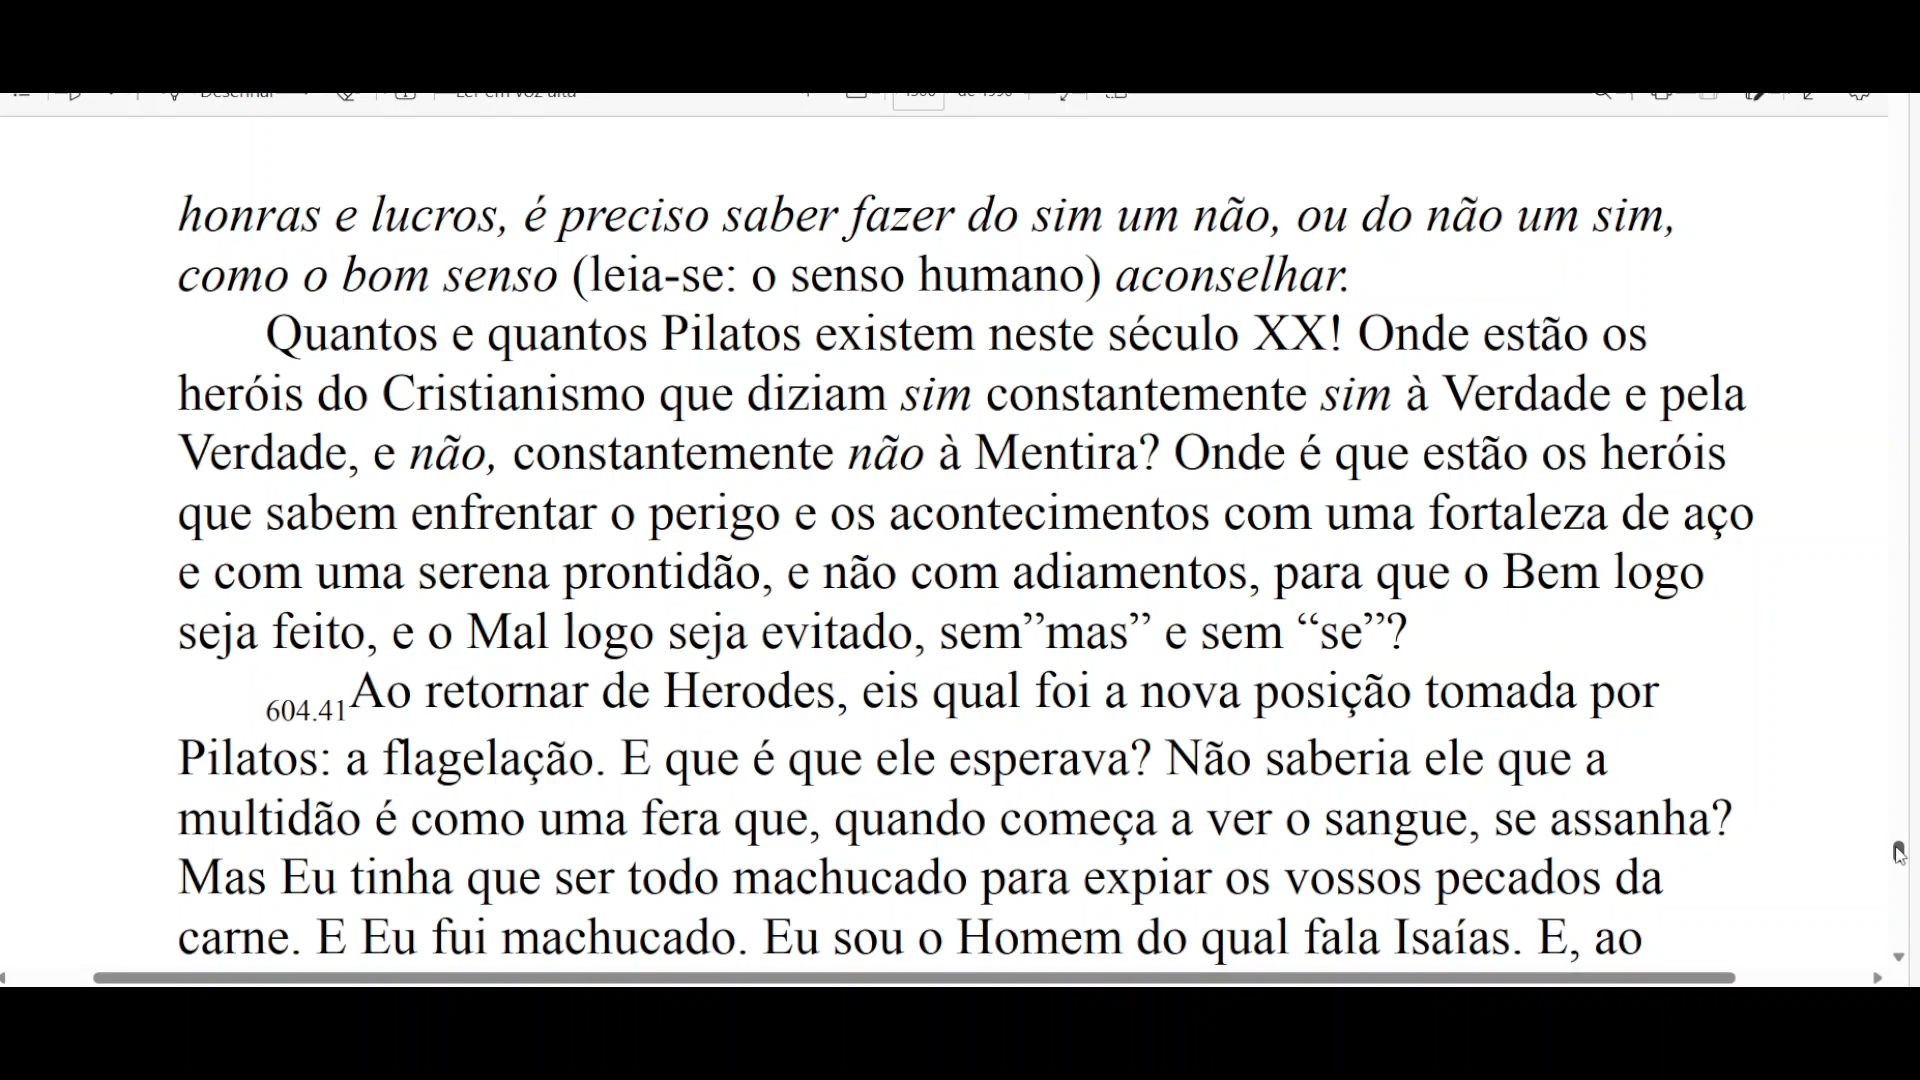 honras e lucros, é preciso saber fazer do sim um não, ou do não um sim,
como o bom senso (leia-se: o senso humano) aconselhar.
Quantos e quantos Pilatos existem neste século XX! Onde estão os
heróis do Cristianismo que diziam sim constantemente sim à Verdade e pela
Verdade, e não, constantemente não à Mentira? Onde é que estão os heróis
que sabem enfrentar o perigo e os acontecimentos com uma fortaleza de aço
e com uma serena prontidão, e não com adiamentos, para que o Bem logo
seja feito, e o Mal logo seja evitado, sem”mas” e sem “se”?
604.41Ao retornar de Herodes, eis qual foi a nova posição tomada por
Pilatos: a flagelação. E que é que ele esperava? Não saberia ele que a
multidão é como uma fera que, quando começa a ver o sangue, se assanha?
Mas Eu tinha que ser todo machucado para expiar os vossos pecados da
carne. E Eu fui machucado. Eu sou o Homem do qual fala Isaías. E, ao